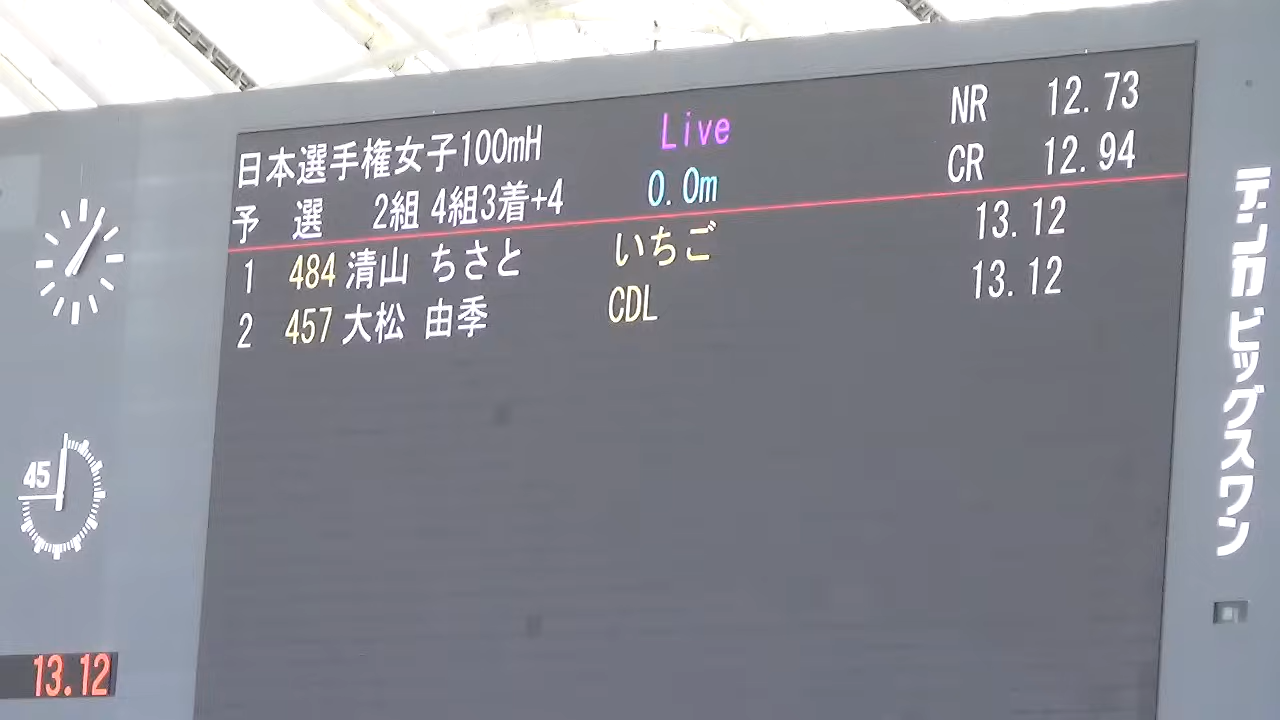 日本選手権女子100mH Live NR 12.73
予 選 2組 4組3着+4 0.0m CR 12.94
1 484 清山 ちさと いちご 13.12
2 457 大松 由季 CDL 13.12
45
13.12
デンカビッグスワン